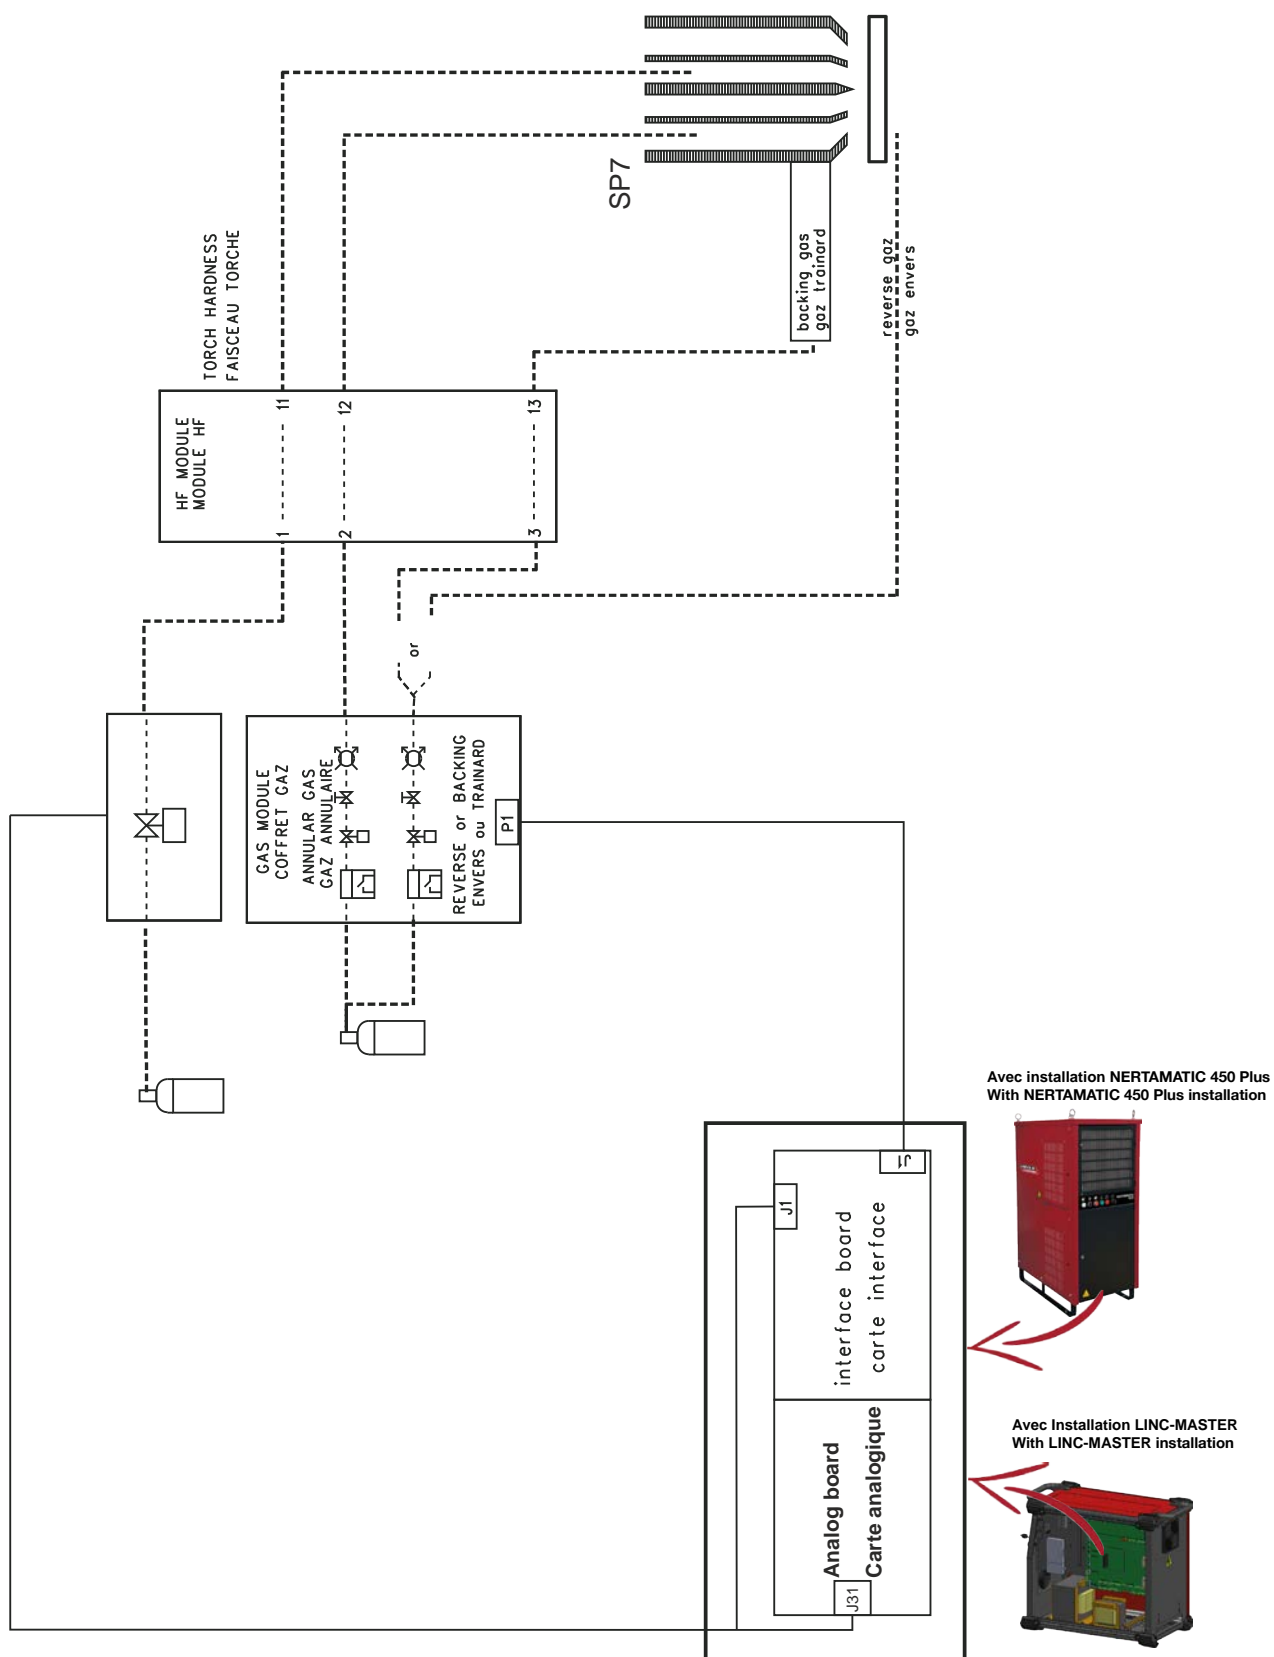 SP7
TORCH HARDNESS
FAISCEAU TORCHE
backing gas
gaz trainard
reverse gaz
gaz envers
HF MODULE
MODULE HF
11
12
13
1
2
3
or
GAS MODULE
COFFRET GAZ
ANNULAR GAS
GAZ ANNULAIRE
REVERSE or BACKING
ENVERS ou TRAINARD
P1
Avec installation NERTAMATIC 450 Plus
With NERTAMATIC 450 Plus installation
J1
J1
interface board
carte interface
Avec Installation LINC-MASTER
With LINC-MASTER installation
Analog board
Carte analogique
J31